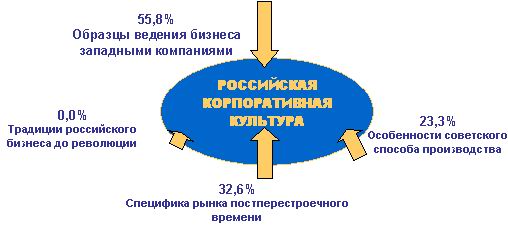 55,8%
Образцы ведения бизнеса
западными компаниями
РОССИЙСКАЯ
КОРПОРАТИВНАЯ
КУЛЬТУРА
0,0%
Традиции российского
бизнеса до революции
23,3%
Особенности советского
способа производства
32,6%
Специфика рынка постперестроечного
времени